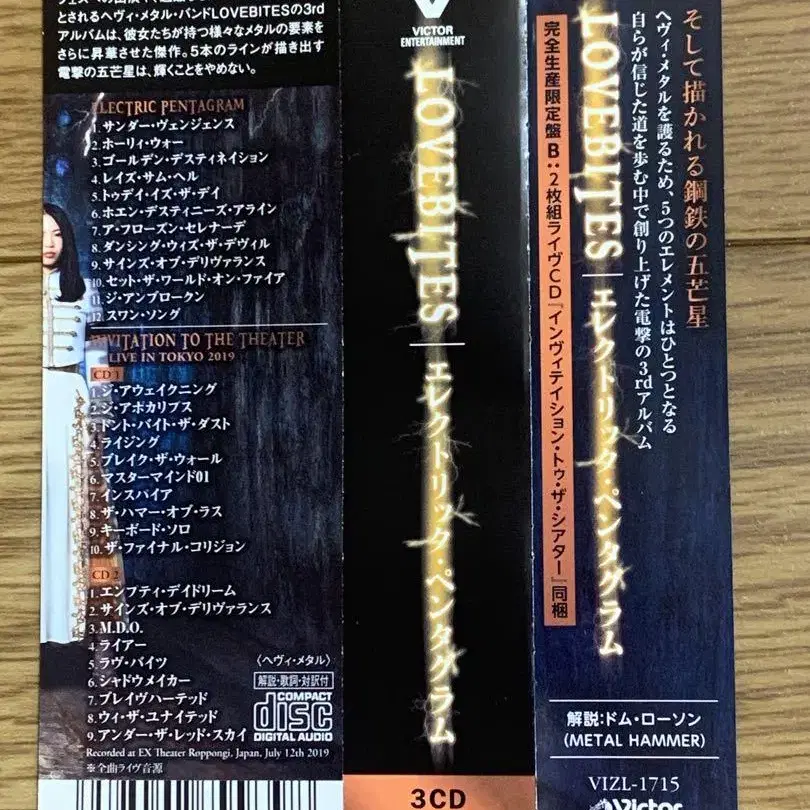 とされるヘヴィ・メタル・バンドLOVEBITESの3rd
アルバムは、彼女たちが持つ様々なメタルの要素を
さらに昇華させた傑作。5本のラインが描き出す
電撃の五芒星は、輝くことをやめない。
ELECTRIC PENTAGRAM
1. サンダー・ヴェンジェンス
2. ホーリィ・ウォー
3. ゴールデン・デスティネイション
4. レイズ・サム・ヘル
5. トゥデイ・イズ・ザ・デイ
6. ホエン・デスティニーズ・アライン
7. ア・フローズン・セレナーデ
8. ダンシング・ウィズ・ザ・デヴィル
9. サインズ・オブ・デリヴァランス
10. セット・ザ・ワールド・オン・ファイア
11. ジ・アンブロークン
12. スワン・ソング
INVITATION TO THE THEATER
LIVE IN TOKYO 2019
CD 1
1. ジ・アウェイクニング
2. ジ・アポカリプス
3. ドント・バイト・ザ・ダスト
4. ライジング
5. ブレイク・ザ・ウォール
6. マスターマインド01
7. インスパイア
8. ザ・ハマー・オブ・ラス
9. キーボード・ソロ
10. ザ・ファイナル・コリジョン
CD 2
1. エンプティ・デイドリーム
2. サインズ・オブ・デリヴァランス
3. M.D.O.
4. ライアー
5. ラヴ・バイツ
6. シャドウメイカー
7. ブレイヴハーテッド
8. ウィ・ザ・ユナイテッド
9. アンダー・ザ・レッド・スカイ
〈ヘヴィ・メタル〉
解説・歌詞・対訳付
COMPACT
disc
DIGITAL AUDIO
Recorded at EX Theater Roppongi, Japan, July 12th 2019
※全曲ライヴ音源
VICTOR
ENTERTAINMENT
LOVEBITES｜エレクトリック・ペンタグラム
3CD
そして描かれる鋼鉄の五芒星
ヘヴィ・メタルを護るため、5つのエレメントはひとつとなる
自らが信じた道を歩む中で創り上げた電撃の3rdアルバム
LOVEBITES｜エレクトリック・ペンタグラム
完全生産限定盤 B:2枚組ライヴCD『インヴィテイション・トゥ・ザ・シアター』同梱
解説:ドム・ローソン
(METAL HAMMER)
VIZL-1715
Victor